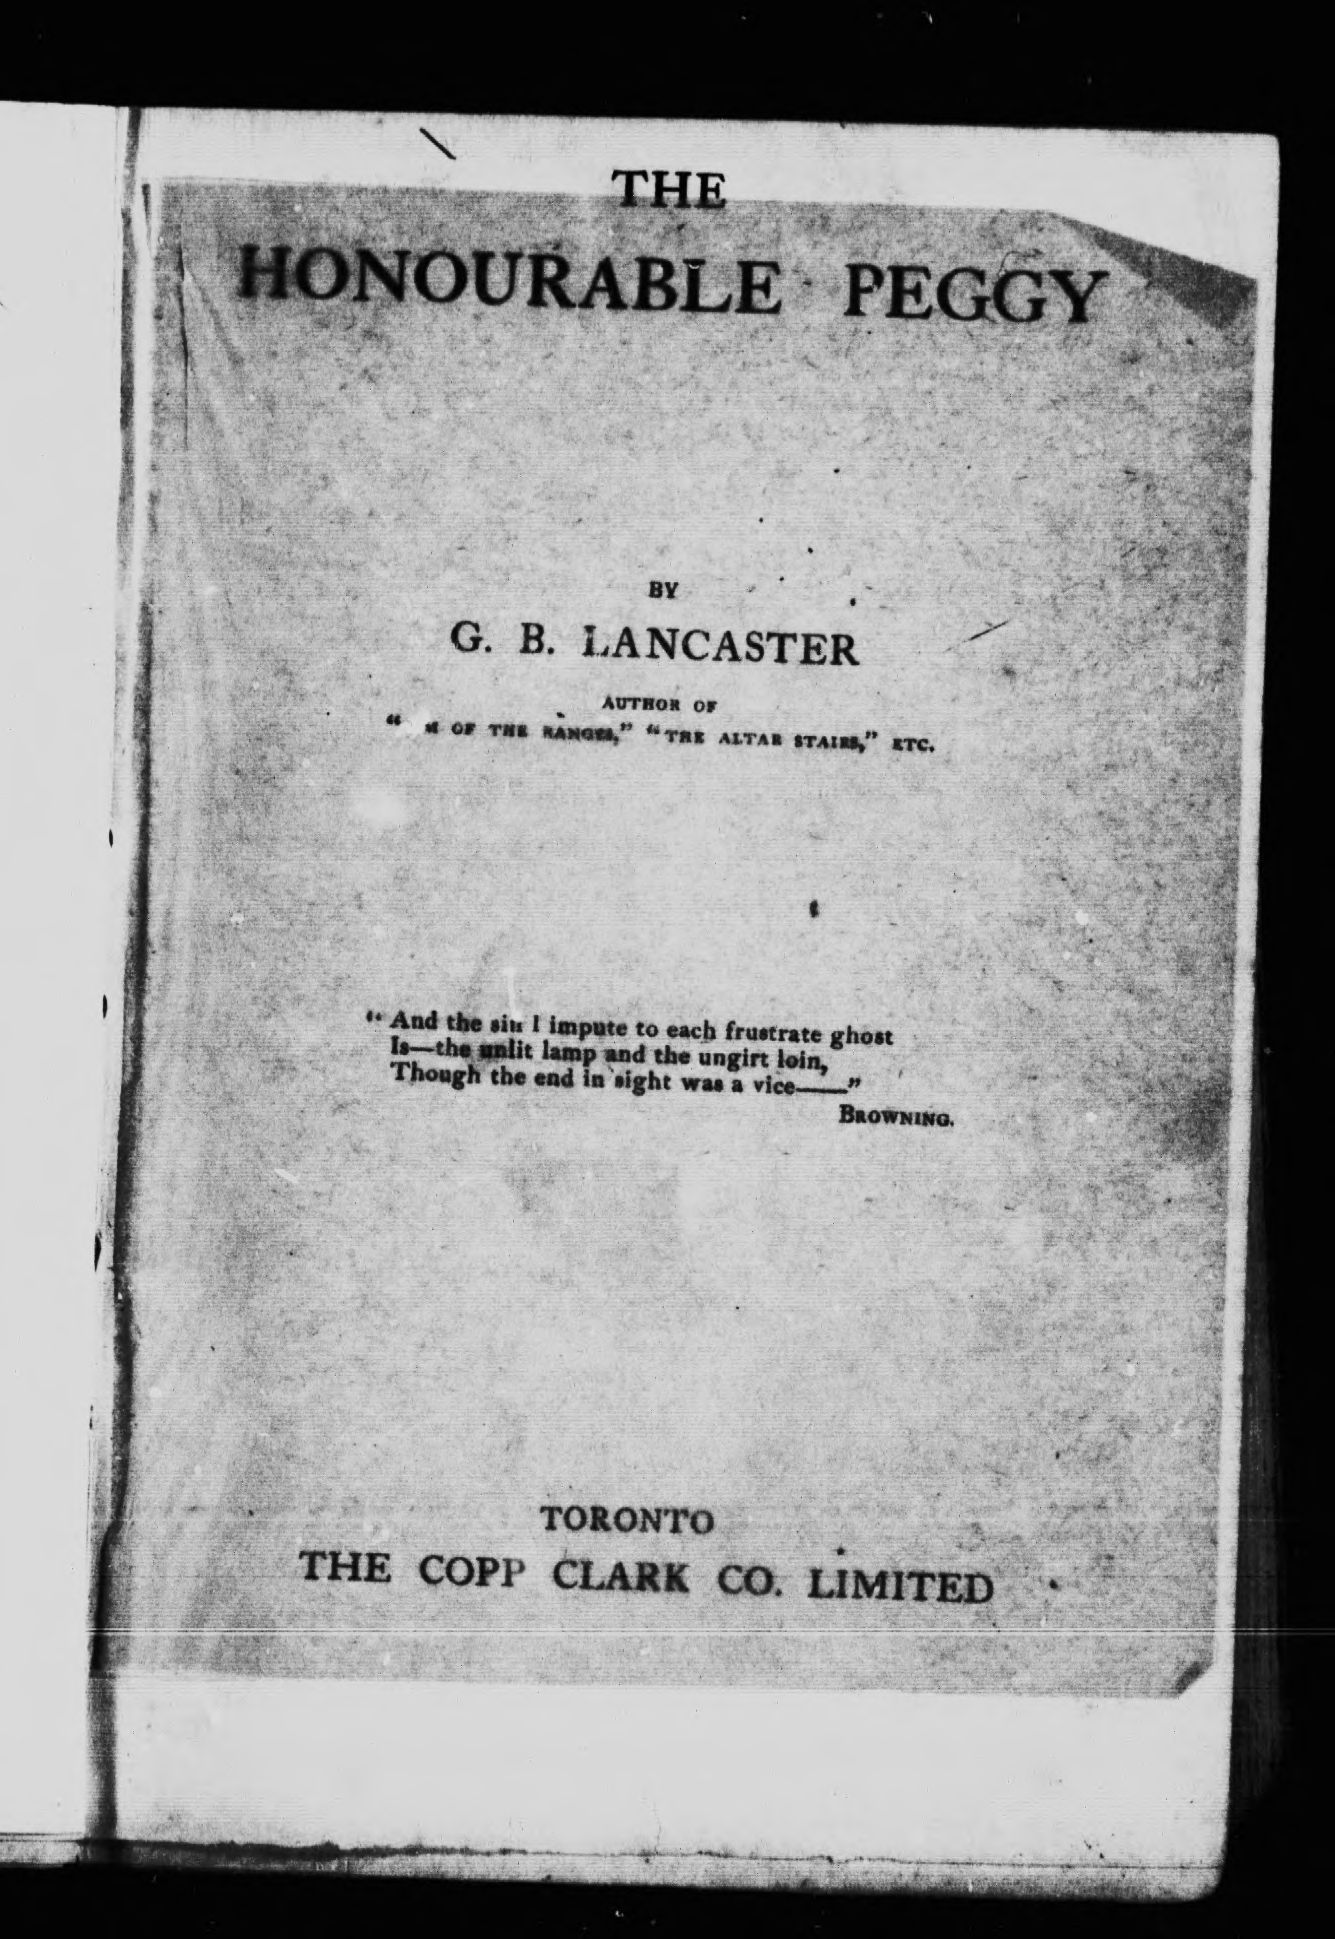 THE
HONOURABLE PEGGY
BY
G. B. LANCASTER
AUTHOR OF
" OF THE RANGES," "THE ALTAR STAIRS," ETC.
"And the sin I impute to each frustrate ghost
Is—the unlit lamp and the ungirt loin,
Though the end in sight was a vice——"
BROWNING.
TORONTO
THE COPP CLARK CO. LIMITED